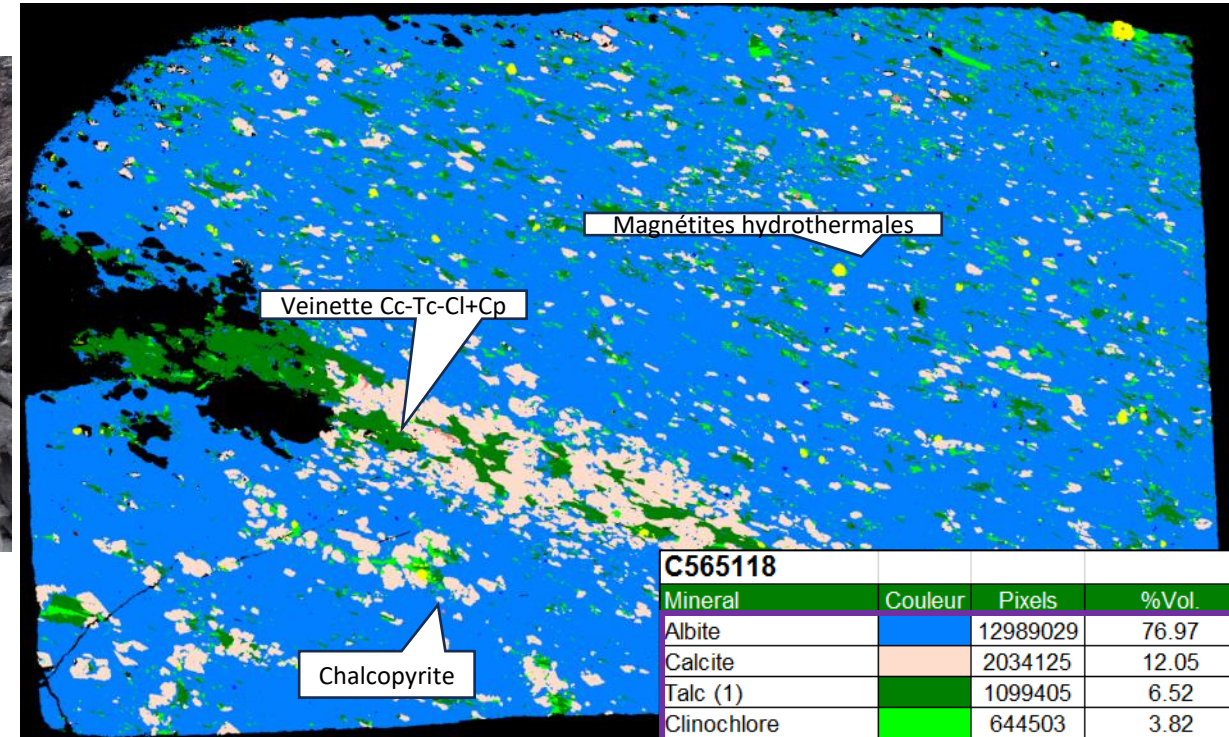 Magnétites hydrothermales
Veinette Cc-Tc-Cl+Cp
Chalcopyrite
C565118
Mineral Couleur Pixels %Vol.
Albite 12989029 76.97
Calcite 2034125 12.05
Talc (1) 1099405 6.52
Clinochlore 644503 3.82